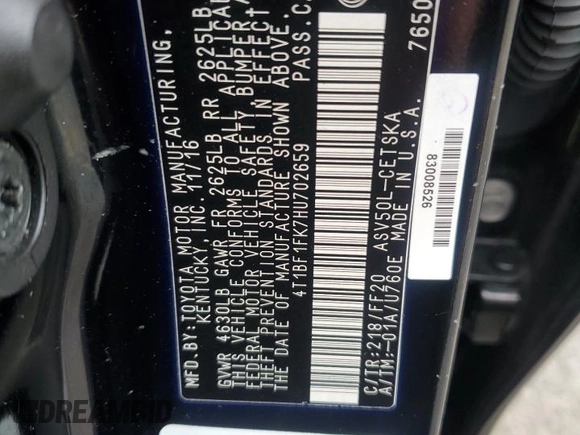 MFD. BY: TOYOTA MOTOR MANUFACTURING,
KENTUCKY, INC. 11/16
GVWR 4630LB GAWR FR 2625LB RR 2625LB
THIS VEHICLE CONFORMS TO ALL APPLICAB
FEDERAL MOTOR VEHICLE SAFETY, BUMPER, A
THEFT PREVENTION STANDARDS IN EFFECT
THE DATE OF MANUFACTURE SHOWN ABOVE.
4T1BF1FK7HU702659 PASS.C
C/TR: 218/FF20 ASV50L-CETSKA
A/TM: -01A/U760E MADE IN U.S.A.
7650
83008526
DREAMBID